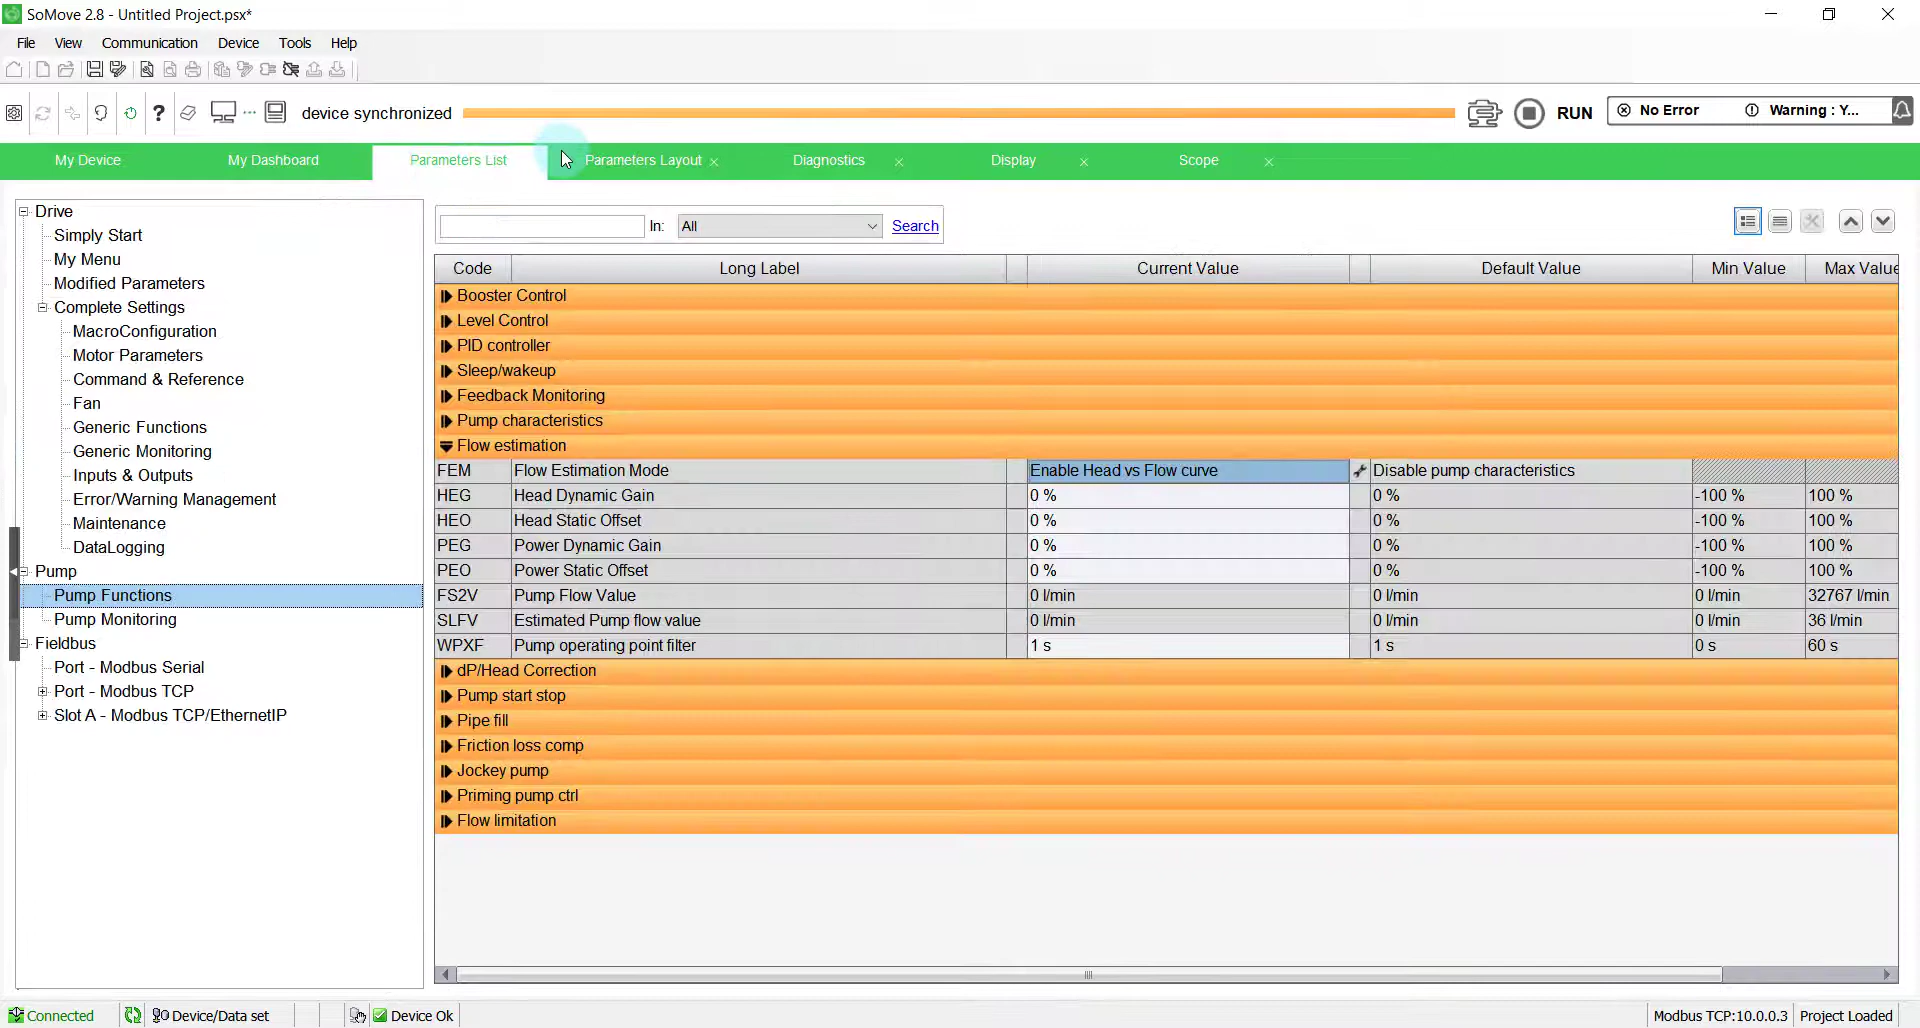 SoMove 2.8 - Untitled Project.psx*
File View Communication Device Tools Help
device synchronized
RUN
No Error Warning : Y...
My Device My Dashboard Parameters List Parameters Layout Diagnostics Display Scope
Drive
Simply Start
My Menu
Modified Parameters
Complete Settings
MacroConfiguration
Motor Parameters
Command & Reference
Fan
Generic Functions
Generic Monitoring
Inputs & Outputs
Error/Warning Management
Maintenance
DataLogging
Pump
Pump Functions
Pump Monitoring
Fieldbus
Port - Modbus Serial
Port - Modbus TCP
Slot A - Modbus TCP/EthernetIP
In: All Search
Code Long Label Current Value Default Value Min Value Max Value
Booster Control
Level Control
PID controller
Sleep/wakeup
Feedback Monitoring
Pump characteristics
Flow estimation
FEM Flow Estimation Mode Enable Head vs Flow curve Disable pump characteristics
HEG Head Dynamic Gain 0 % 0 % -100 % 100 %
HEO Head Static Offset 0 % 0 % -100 % 100 %
PEG Power Dynamic Gain 0 % 0 % -100 % 100 %
PEO Power Static Offset 0 % 0 % -100 % 100 %
FS2V Pump Flow Value 0 l/min 0 l/min 0 l/min 32767 l/min
SLFV Estimated Pump flow value 0 l/min 0 l/min 0 l/min 36 l/min
WPXF Pump operating point filter 1 s 1 s 0 s 60 s
dP/Head Correction
Pump start stop
Pipe fill
Friction loss comp
Jockey pump
Priming pump ctrl
Flow limitation
Connected Device/Data set Device Ok Modbus TCP:10.0.0.3 Project Loaded